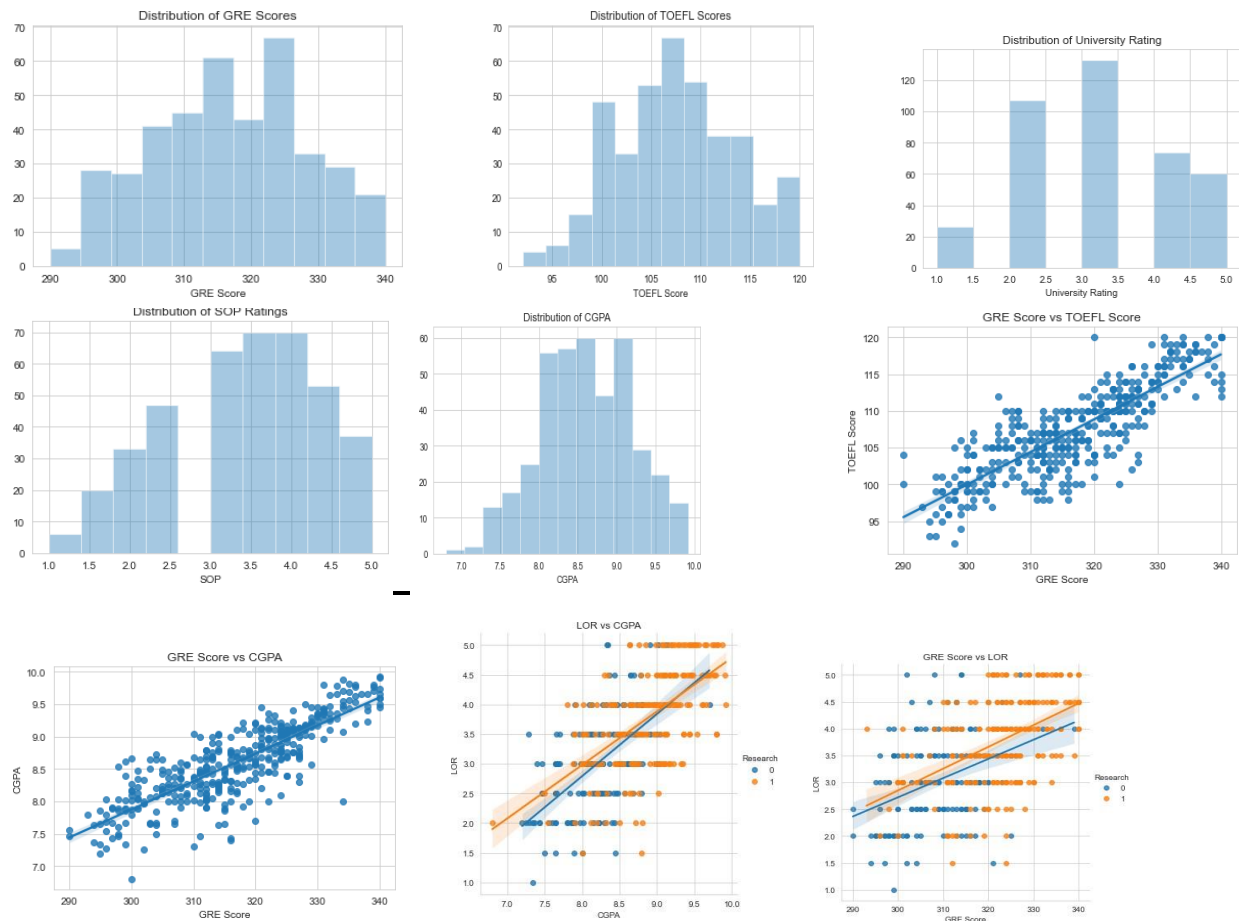 Distribution of GRE Scores
70
60
50
40
30
20
10
0
290 300 310 320 330 340
GRE Score
Distribution of TOEFL Scores
70
60
50
40
30
20
10
0
95 100 105 110 115 120
TOEFL Score
Distribution of University Rating
120
100
80
60
40
20
0
1.0 1.5 2.0 2.5 3.0 3.5 4.0 4.5 5.0
University Rating
Distribution of SOP Ratings
70
60
50
40
30
20
10
0
1.0 1.5 2.0 2.5 3.0 3.5 4.0 4.5 5.0
SOP
Distribution of CGPA
60
50
40
30
20
10
0
7.0 7.5 8.0 8.5 9.0 9.5 10.0
CGPA
GRE Score vs TOEFL Score
120
115
110
105
100
95
TOEFL Score
290 300 310 320 330 340
GRE Score
GRE Score vs CGPA
10.0
9.5
9.0
8.5
8.0
7.5
7.0
CGPA
290 300 310 320 330 340
GRE Score
LOR vs CGPA
5.0
4.5
4.0
3.5
3.0
2.5
2.0
1.5
1.0
LOR
7.0 7.5 8.0 8.5 9.0 9.5 10.0
CGPA
Research
0
1
GRE Score vs LOR
5.0
4.5
4.0
3.5
3.0
2.5
2.0
1.5
1.0
LOR
290 300 310 320 330 340
GRE Score
Research
0
1